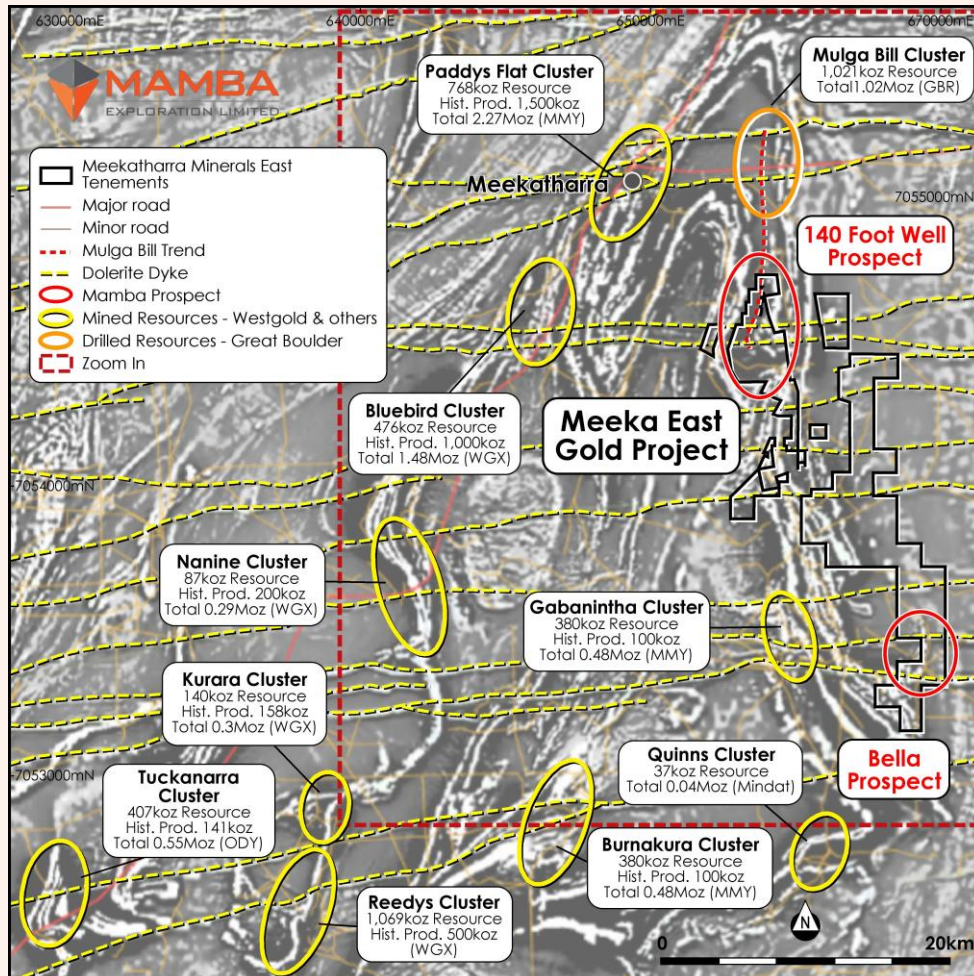 630000mE
640000mE
650000mE
670000mE
MAMBA
EXPLORATION LIMITED
Paddys Flat Cluster
768koz Resource
Hist. Prod. 1,500koz
Total 2.27Moz (MMY)
Mulga Bill Cluster
1,021koz Resource
Total1.02Moz (GBR)
Meekatharra Minerals East
Tenements
Major road
Minor road
Mulga Bill Trend
Dolerite Dyke
Mamba Prospect
Mined Resources - Westgold & others
Drilled Resources - Great Boulder
Zoom In
Meekatharra
7055000mN
140 Foot Well
Prospect
Bluebird Cluster
476koz Resource
Hist. Prod. 1,000koz
Total 1.48Moz (WGX)
Meeka East
Gold Project
7054000mN
Nanine Cluster
87koz Resource
Hist. Prod. 200koz
Total 0.29Moz (WGX)
Gabanintha Cluster
380koz Resource
Hist. Prod. 100koz
Total 0.48Moz (MMY)
Kurara Cluster
140koz Resource
Hist. Prod. 158koz
Total 0.3Moz (WGX)
7053000mN
Tuckanarra
Cluster
407koz Resource
Hist. Prod. 141koz
Total 0.55Moz (ODY)
Quinns Cluster
37koz Resource
Total 0.04Moz (Mindat)
Bella
Prospect
Burnakura Cluster
380koz Resource
Hist. Prod. 100koz
Total 0.48Moz (MMY)
Reedys Cluster
1,069koz Resource
Hist. Prod. 500koz
(WGX)
N
0
20km